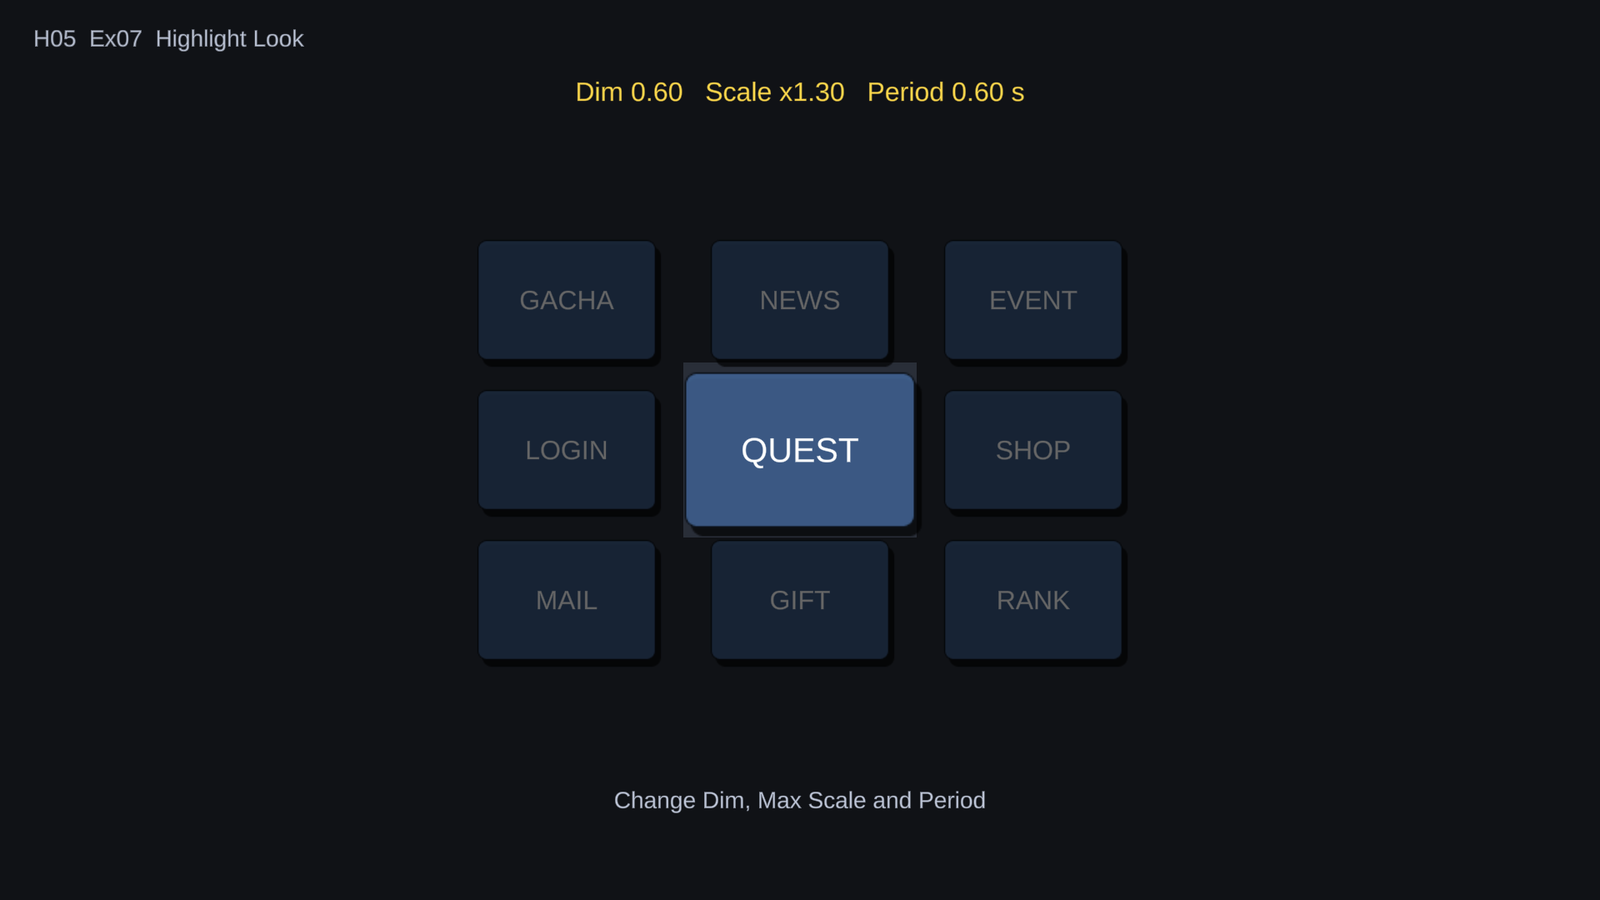 H05 Ex07 Highlight Look
Dim 0.60 Scale x1.30 Period 0.60 s
GACHA NEWS EVENT
LOGIN QUEST SHOP
MAIL GIFT RANK
Change Dim, Max Scale and Period